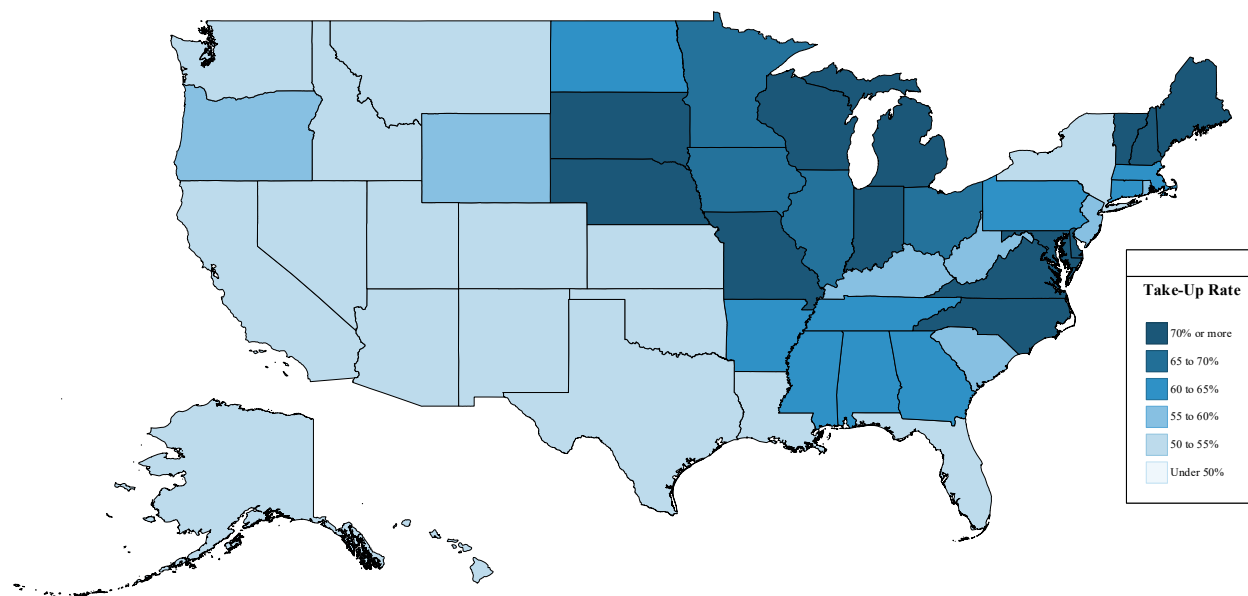 Take-Up Rate
70% or more
65 to 70%
60 to 65%
55 to 60%
50 to 55%
Under 50%